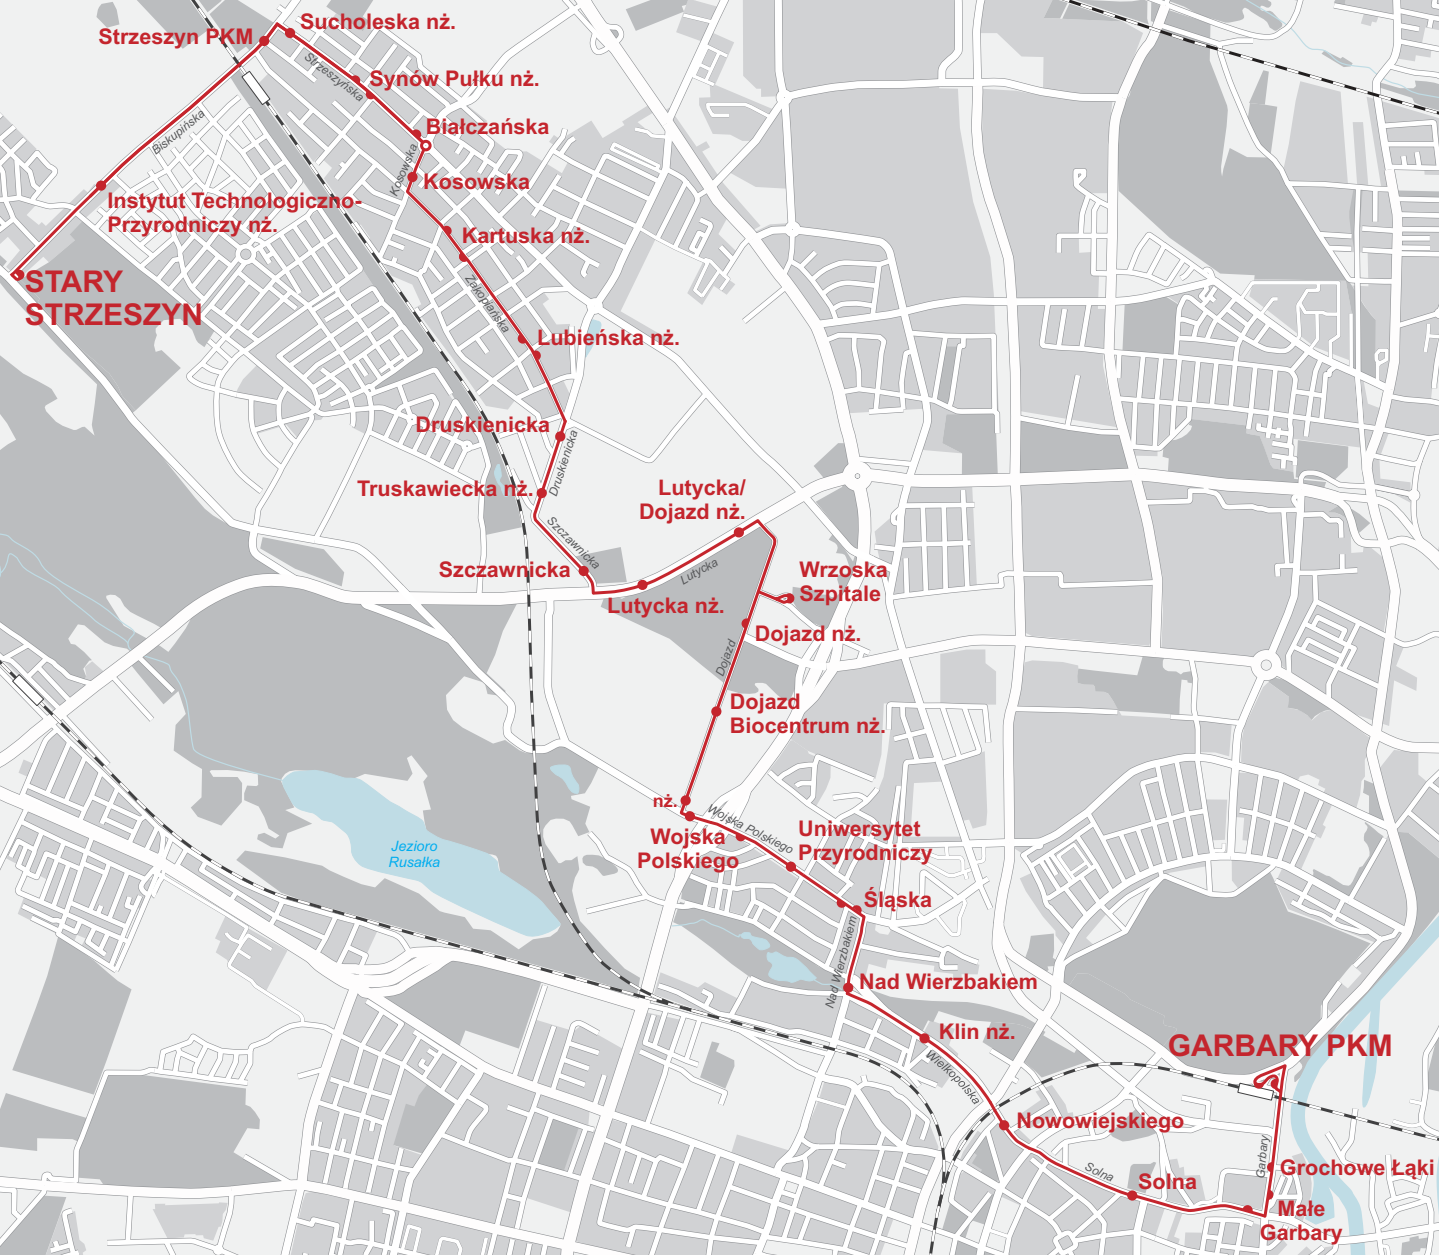 Sucholeska nż.
Strzeszyn PKM
Strzeszyńska
Synów Pułku nż.
Biskupińska
Białczańska
Kosowska
Kosowska
Instytut Technologiczno-
Przyrodniczy nż.
Kartuska nż.
STARY
STRZESZYN
Zakopiańska
Lubieńska nż.
Druskienicka
Druskienicka
Truskawiecka nż.
Lutycka/
Dojazd nż.
Szczawnicka
Szczawnicka
Lutycka
Wrzoska
Szpitale
Lutycka nż.
Dojazd nż.
Dojazd
Dojazd
Biocentrum nż.
nż.
Wojska Polskiego
Wojska
Polskiego
Uniwersytet
Przyrodniczy
Jezioro
Rusałka
Śląska
Nad Wierzbakiem
Nad Wierzbakiem
Klin nż.
GARBARY PKM
Wielkopolska
Nowowiejskiego
Garbary
Grochowe Łąki
Solna
Solna
Małe
Garbary